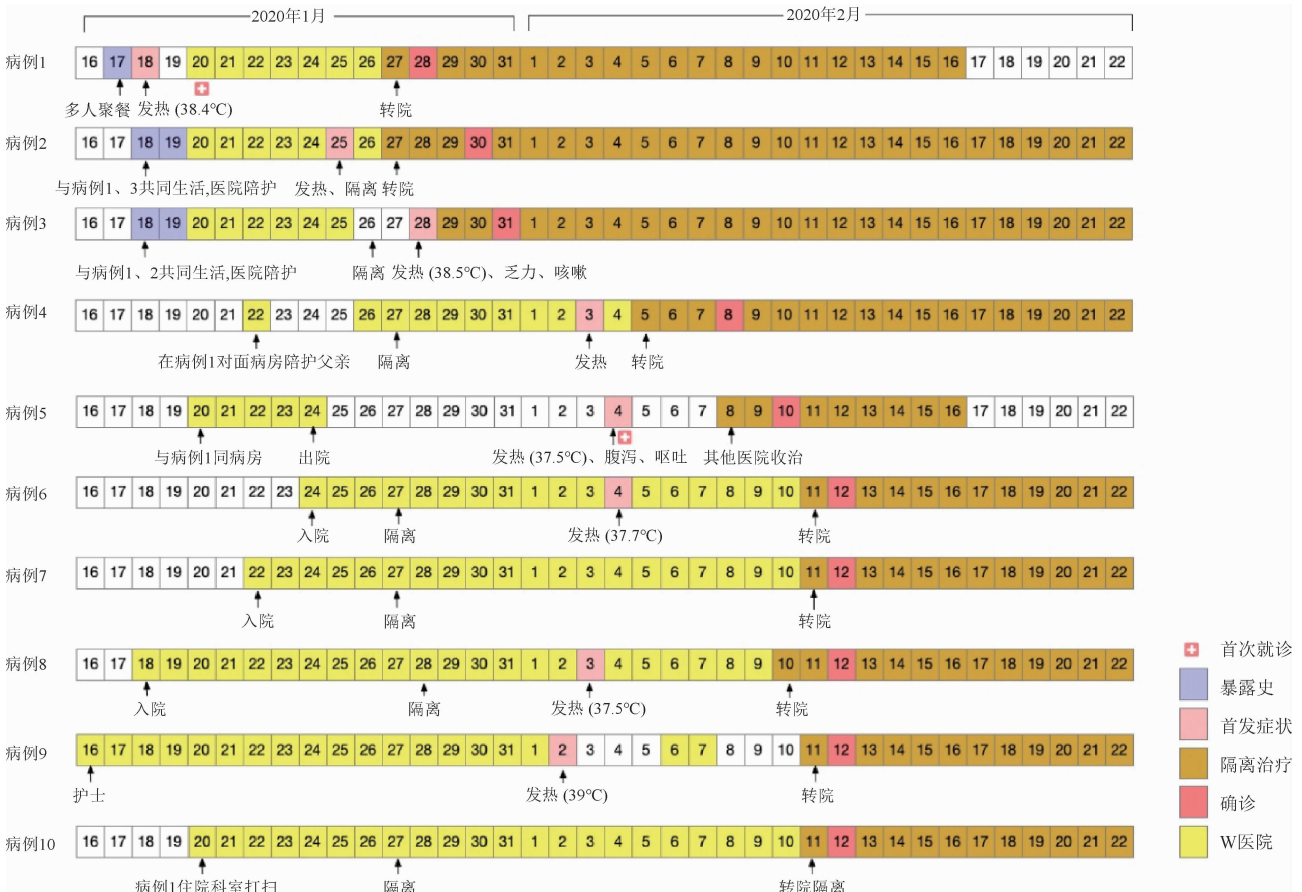 2020年1月 2020年2月
病例1 16 17 18 19 20 21 22 23 24 25 26 27 28 29 30 31 1 2 3 4 5 6 7 8 9 10 11 12 13 14 15 16 17 18 19 20 21 22
多人聚餐 发热 (38.4℃) 转院
病例2 16 17 18 19 20 21 22 23 24 25 26 27 28 29 30 31 1 2 3 4 5 6 7 8 9 10 11 12 13 14 15 16 17 18 19 20 21 22
与病例1、3共同生活,医院陪护 发热、隔离 转院
病例3 16 17 18 19 20 21 22 23 24 25 26 27 28 29 30 31 1 2 3 4 5 6 7 8 9 10 11 12 13 14 15 16 17 18 19 20 21 22
与病例1、2共同生活,医院陪护 隔离 发热 (38.5℃)、乏力、咳嗽
病例4 16 17 18 19 20 21 22 23 24 25 26 27 28 29 30 31 1 2 3 4 5 6 7 8 9 10 11 12 13 14 15 16 17 18 19 20 21 22
在病例1对面病房陪护父亲 隔离 发热 转院
病例5 16 17 18 19 20 21 22 23 24 25 26 27 28 29 30 31 1 2 3 4 5 6 7 8 9 10 11 12 13 14 15 16 17 18 19 20 21 22
与病例1同病房 出院 发热 (37.5℃)、腹泻、呕吐 其他医院收治
病例6 16 17 18 19 20 21 22 23 24 25 26 27 28 29 30 31 1 2 3 4 5 6 7 8 9 10 11 12 13 14 15 16 17 18 19 20 21 22
入院 隔离 发热 (37.7℃) 转院
病例7 16 17 18 19 20 21 22 23 24 25 26 27 28 29 30 31 1 2 3 4 5 6 7 8 9 10 11 12 13 14 15 16 17 18 19 20 21 22
入院 隔离 转院
病例8 16 17 18 19 20 21 22 23 24 25 26 27 28 29 30 31 1 2 3 4 5 6 7 8 9 10 11 12 13 14 15 16 17 18 19 20 21 22
入院 隔离 发热 (37.5℃) 转院
病例9 16 17 18 19 20 21 22 23 24 25 26 27 28 29 30 31 1 2 3 4 5 6 7 8 9 10 11 12 13 14 15 16 17 18 19 20 21 22
护士 发热 (39℃) 转院
病例10 16 17 18 19 20 21 22 23 24 25 26 27 28 29 30 31 1 2 3 4 5 6 7 8 9 10 11 12 13 14 15 16 17 18 19 20 21 22
病例1住院科室打扫 隔离 转院隔离
首次就诊
暴露史
首发症状
隔离治疗
确诊
W医院